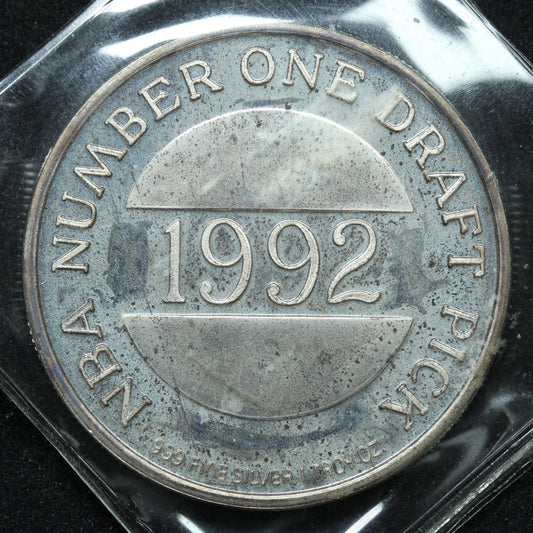 NBA NUMBER ONE DRAFT PICK
1992
.999 FINE SILVER 1 TROY OZ.